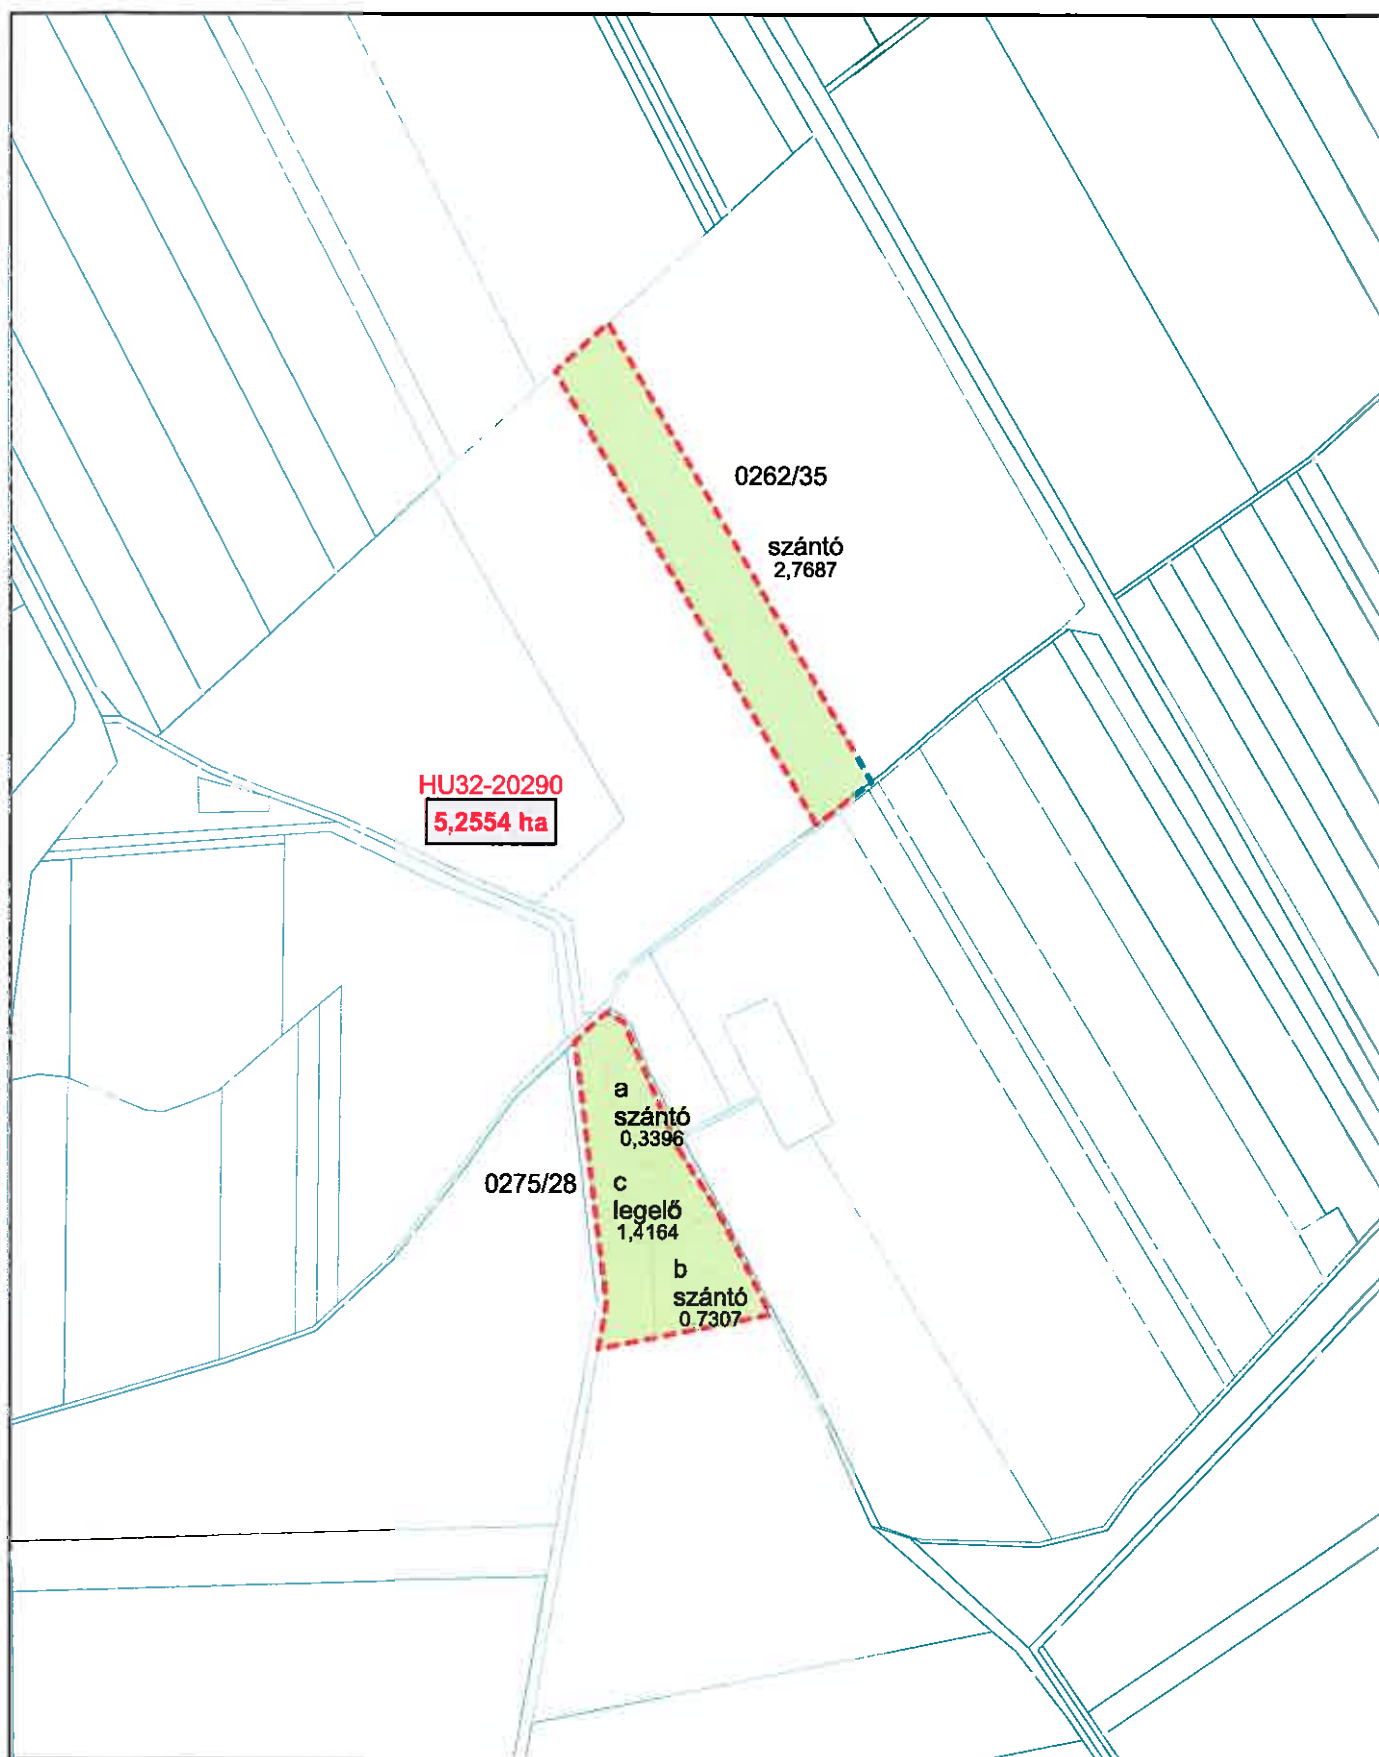 0262/35
szántó
2,7687
HU32-20290
5,2554 ha
a
szántó
0,3396
0275/28
c
legelő
1,4164
b
szántó
0,7307